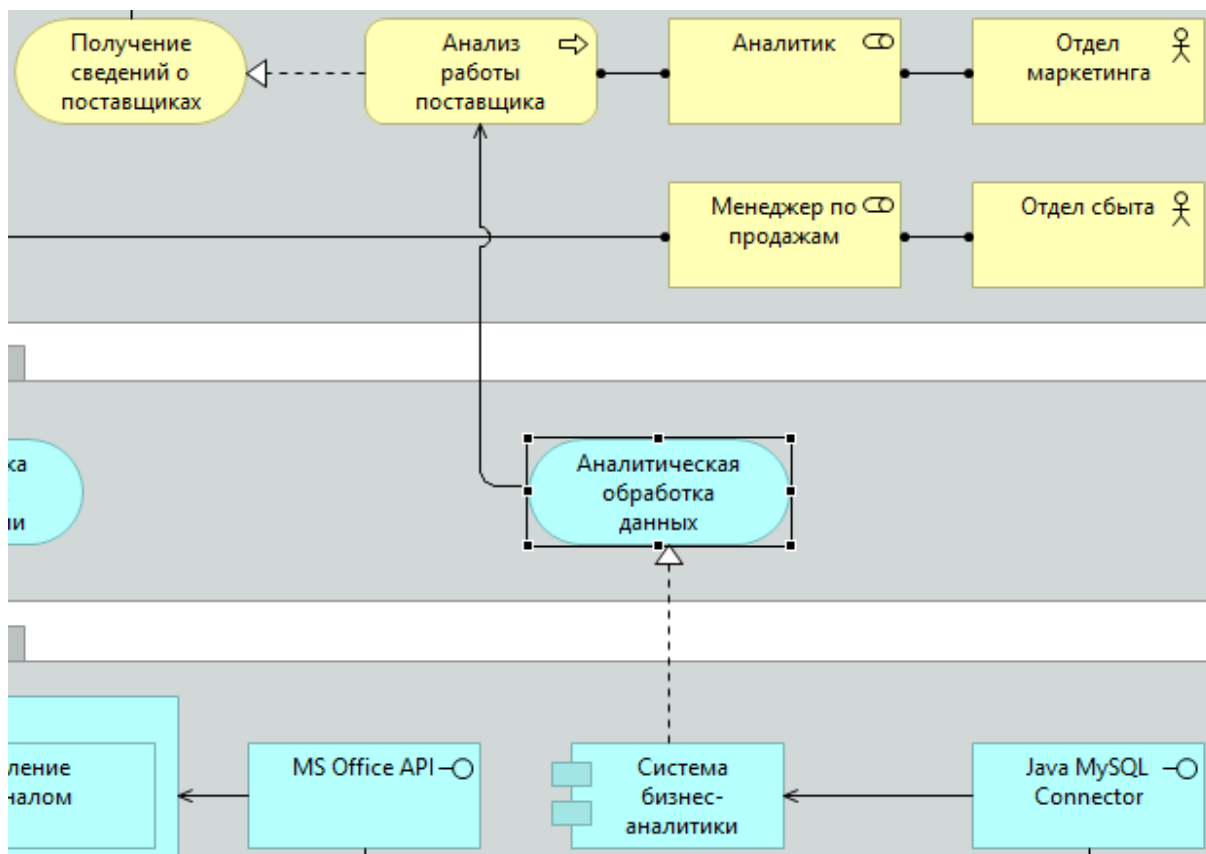 Получение
сведений о
поставщиках
Анализ
работы
поставщика
Аналитик
Отдел
маркетинга
Менеджер по
продажам
Отдел сбыта
Аналитическая
обработка
данных
MS Office API
Система
бизнес-
аналитики
Java MySQL
Connector